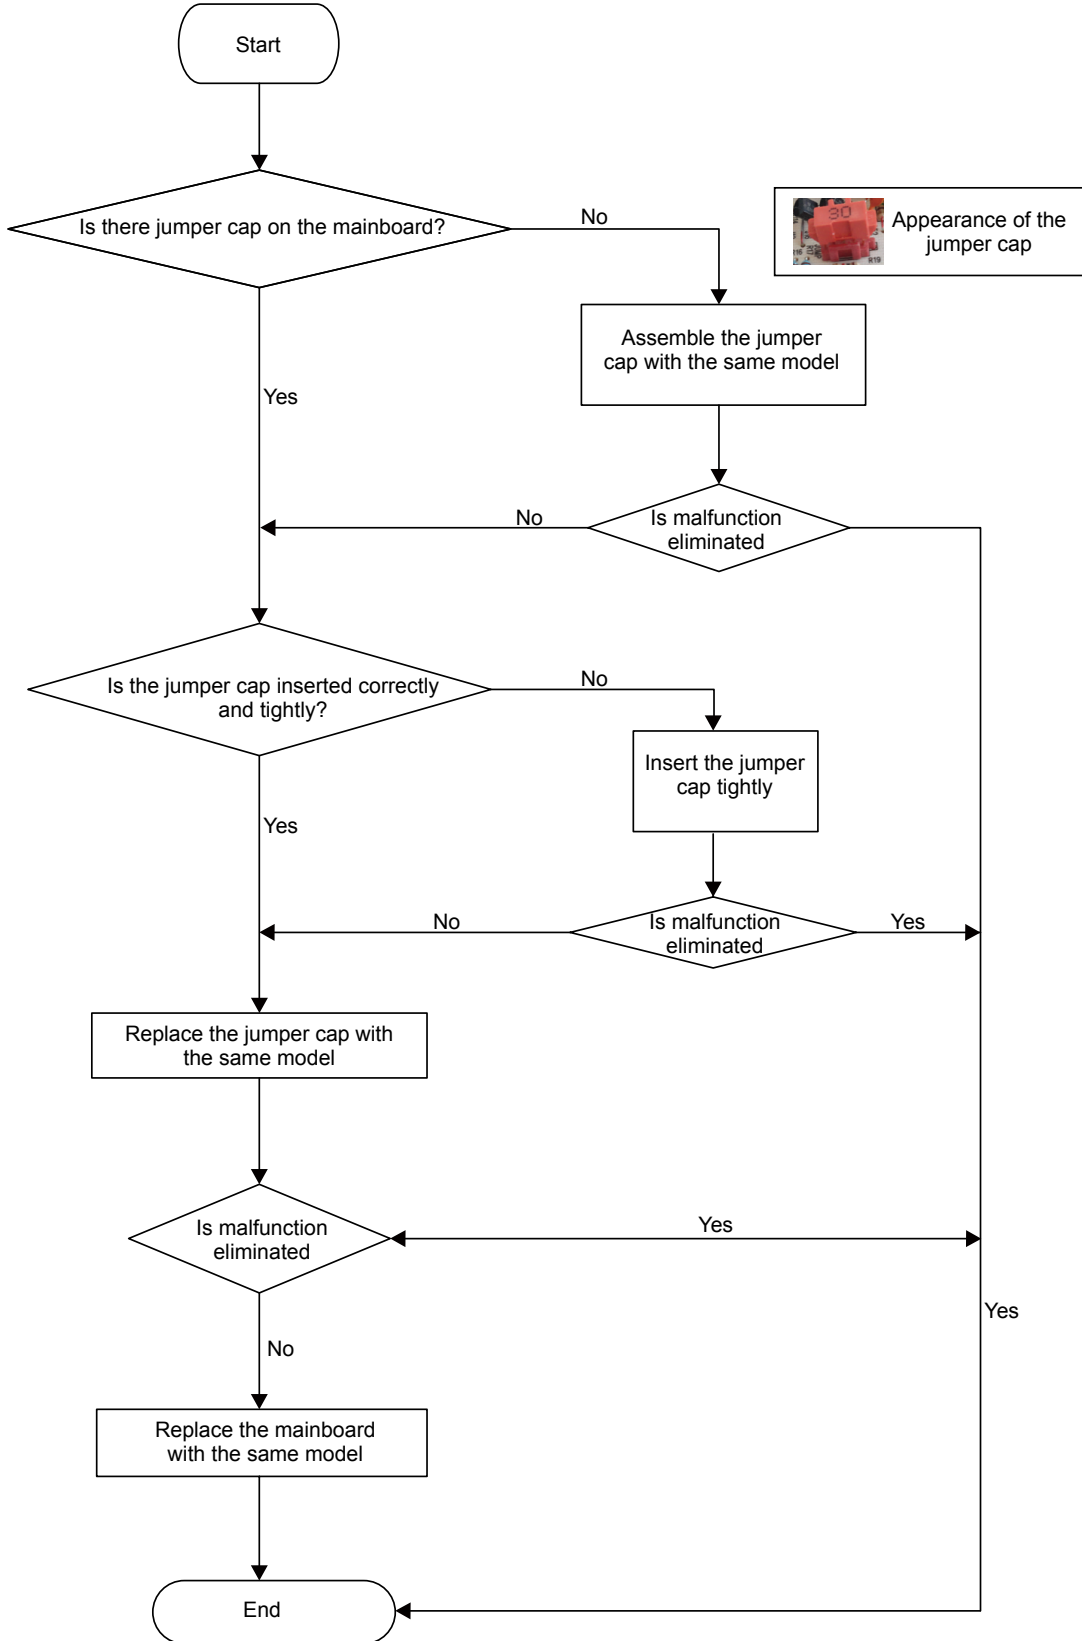 Start
Is there jumper cap on the mainboard?
No
30
Appearance of the
jumper cap
R19
Assemble the jumper
cap with the same model
Yes
No
Is malfunction
eliminated
Is the jumper cap inserted correctly
and tightly?
No
Insert the jumper
cap tightly
Yes
No
Is malfunction
eliminated
Yes
Replace the jumper cap with
the same model
Is malfunction
eliminated
Yes
Yes
No
Replace the mainboard
with the same model
End